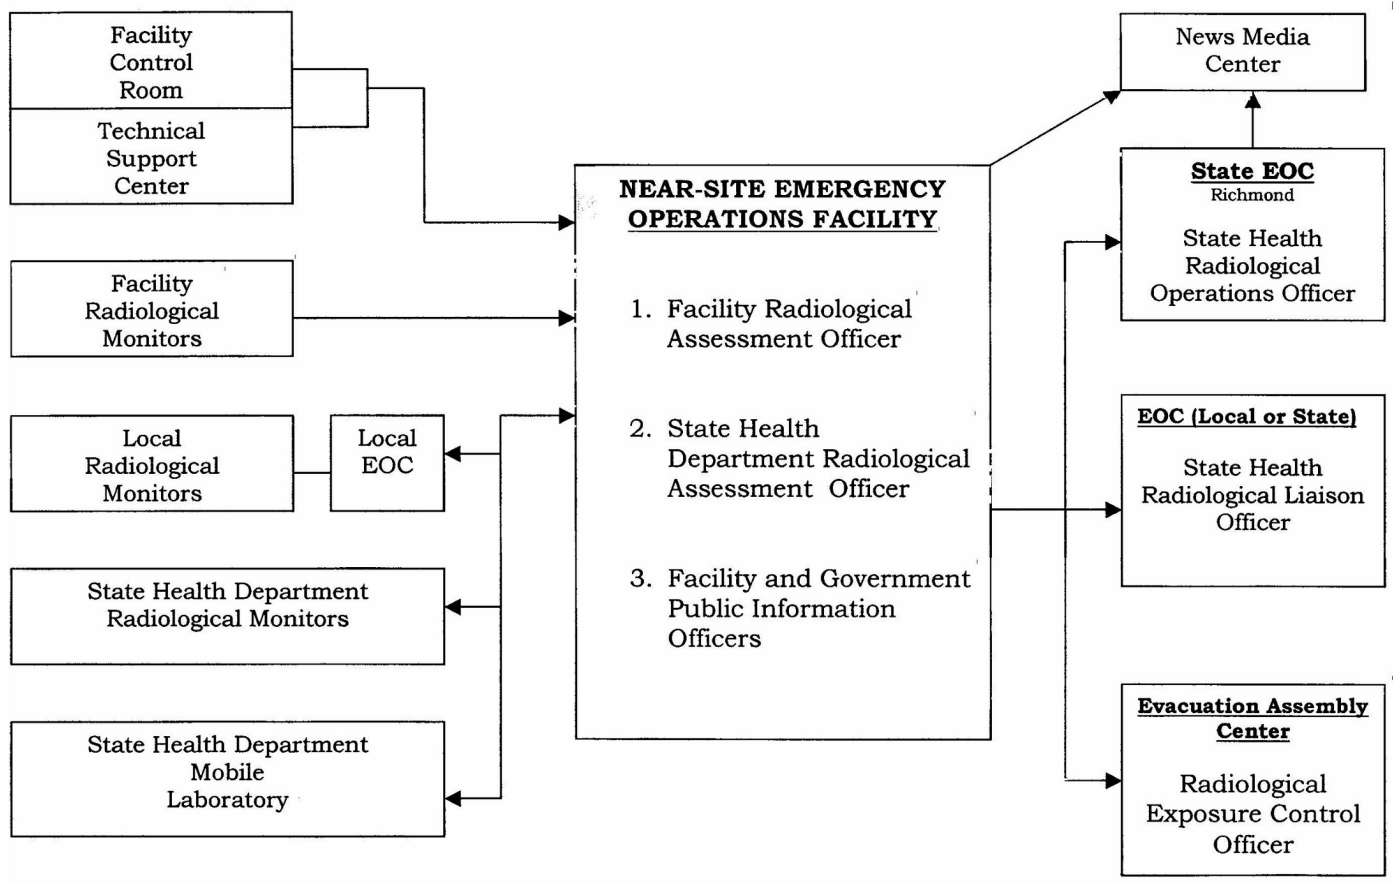 Facility
Control
Room
Technical
Support
Center
Facility
Radiological
Monitors
Local
Radiological
Monitors
Local
EOC
State Health Department
Radiological Monitors
State Health Department
Mobile
Laboratory
NEAR-SITE EMERGENCY
OPERATIONS FACILITY
1. Facility Radiological
Assessment Officer
2. State Health
Department Radiological
Assessment Officer
3. Facility and Government
Public Information
Officers
News Media
Center
State EOC
Richmond
State Health
Radiological
Operations Officer
EOC (Local or State)
State Health
Radiological Liaison
Officer
Evacuation Assembly
Center
Radiological
Exposure Control
Officer